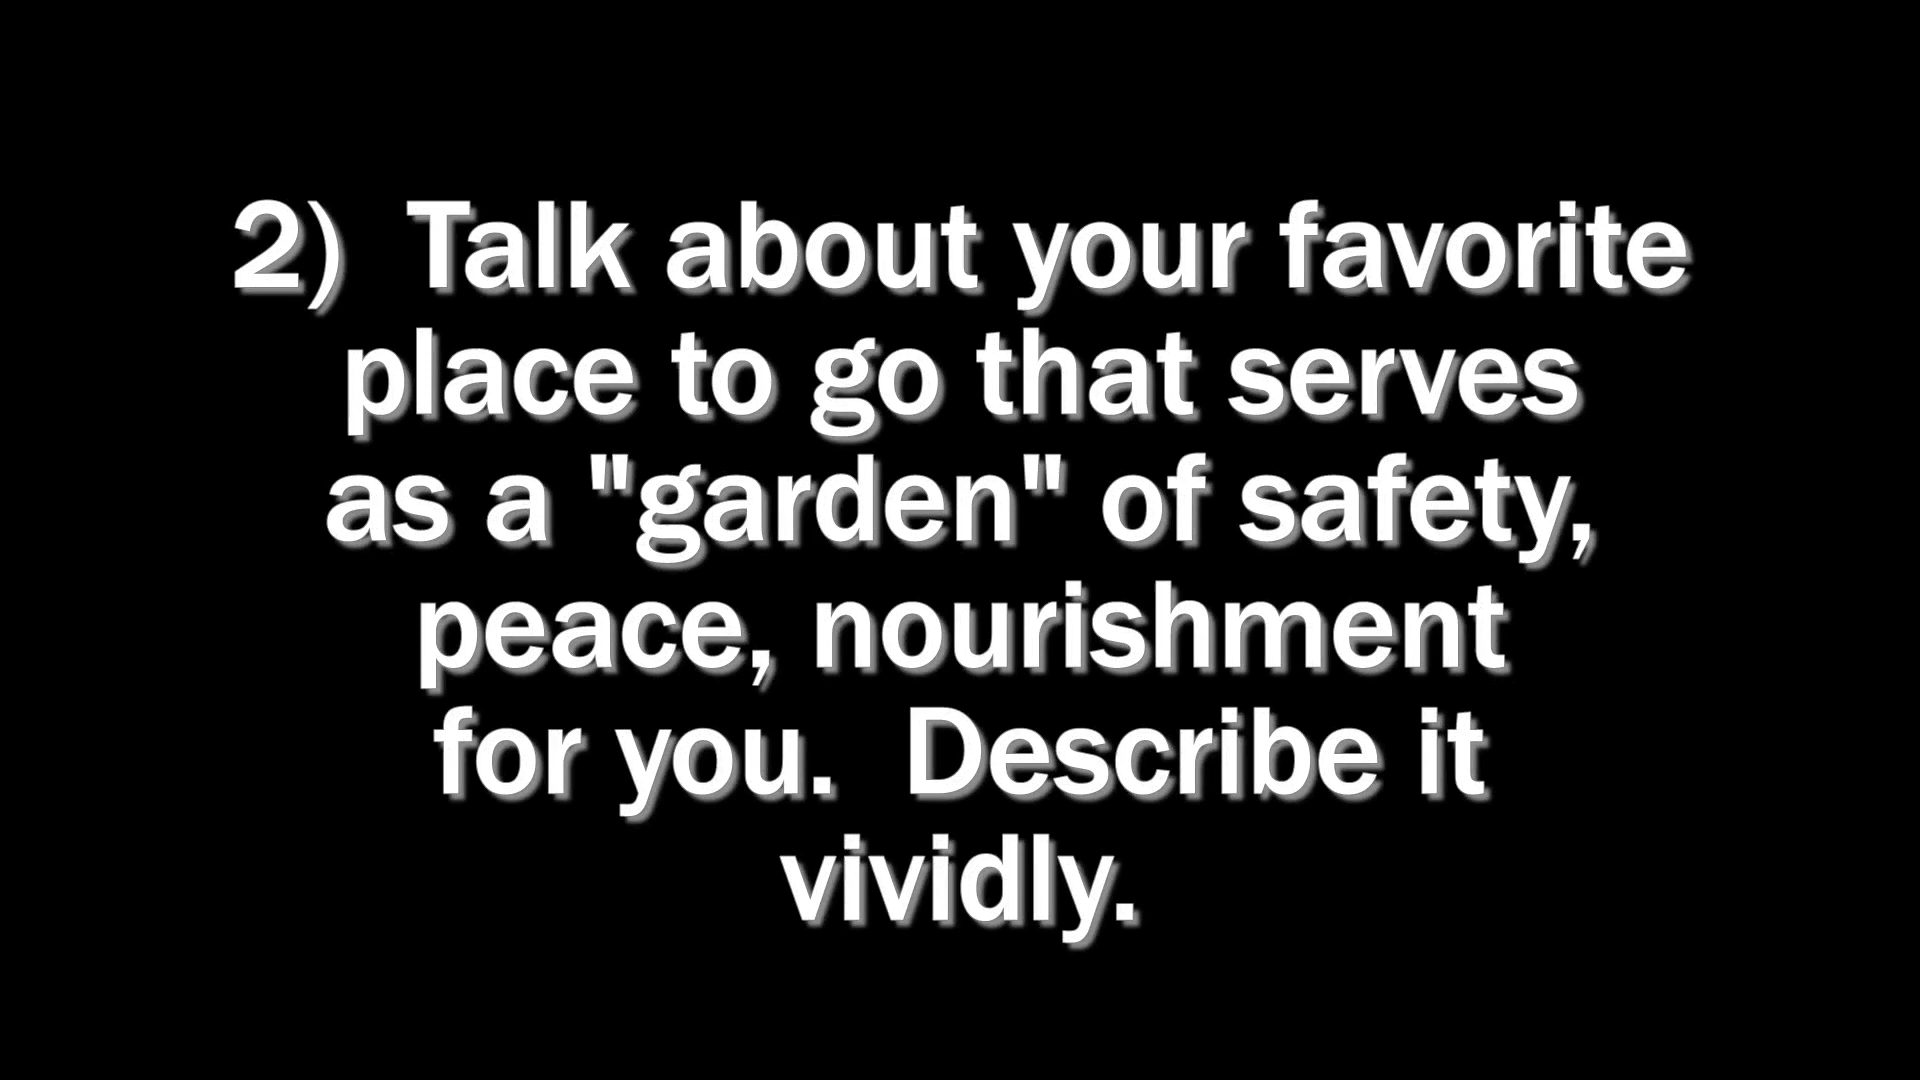 2)  Talk about your favorite
place to go that serves
as a "garden" of safety,
peace, nourishment
for you.  Describe it
vividly.